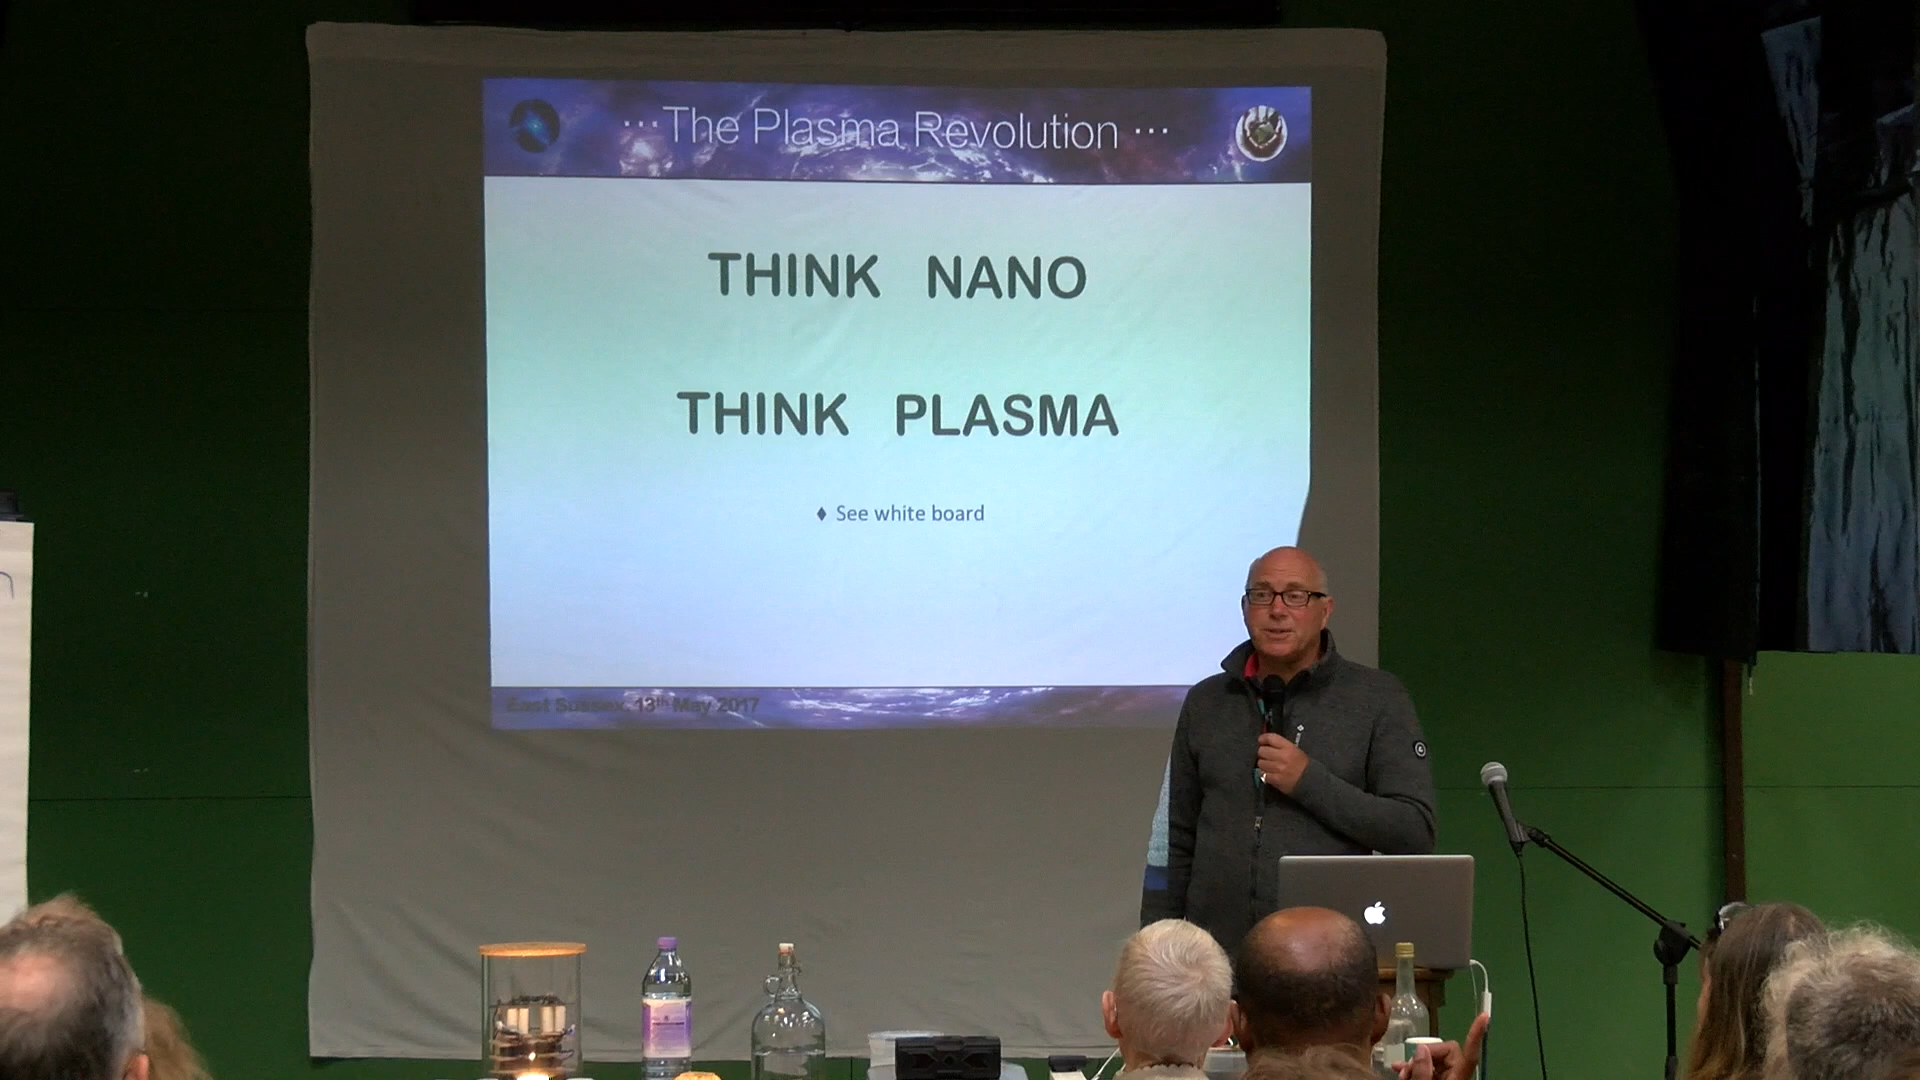 ...The Plasma Revolution ...
THINK NANO
THINK PLASMA
♦ See white board
East Sussex, 13th May 2017